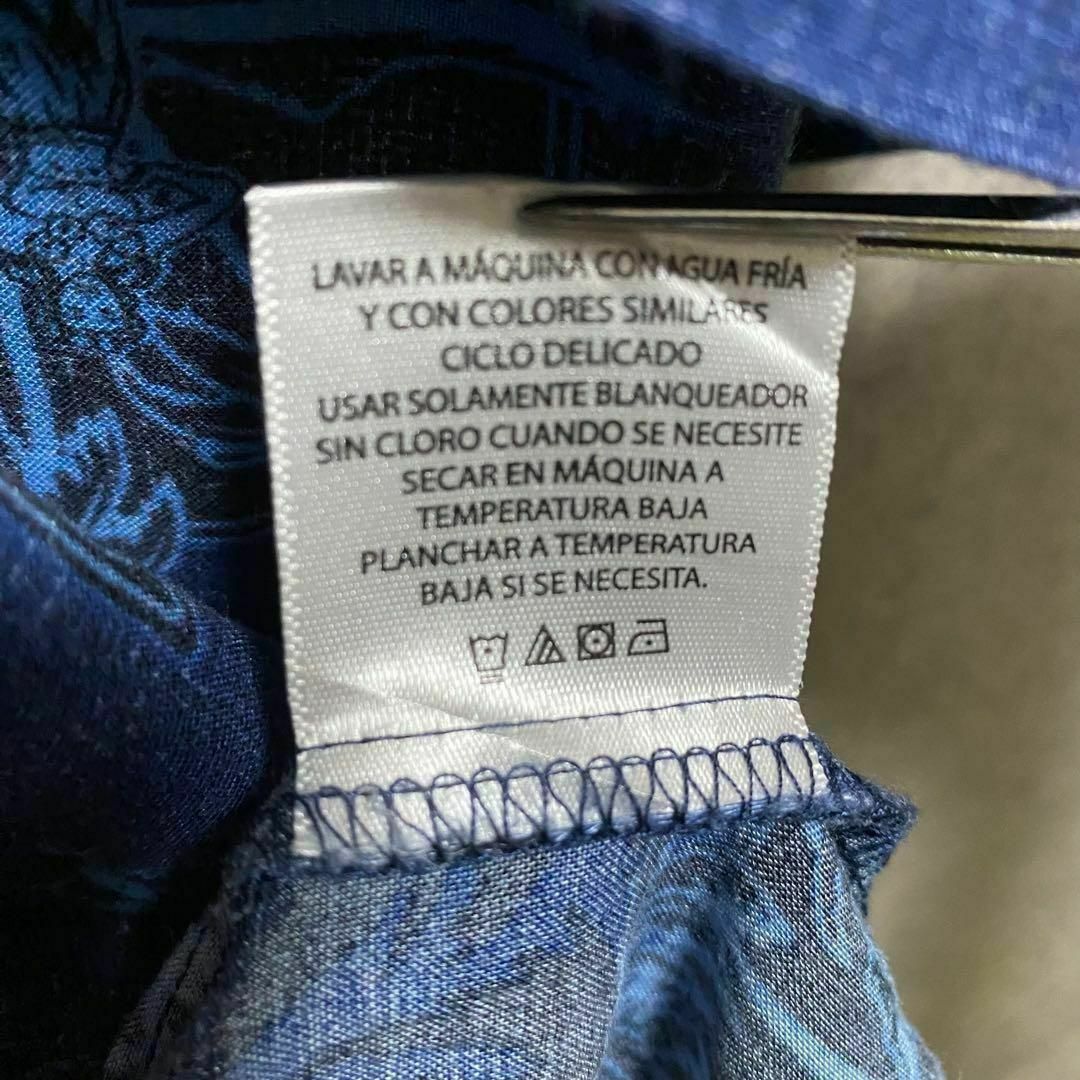 LAVAR A MÁQUINA CON AGUA FRÍA
Y CON COLORES SIMILARES
CICLO DELICADO
USAR SOLAMENTE BLANQUEADOR
SIN CLORO CUANDO SE NECESITE
SECAR EN MÁQUINA A
TEMPERATURA BAJA
PLANCHAR A TEMPERATURA
BAJA SI SE NECESITA.